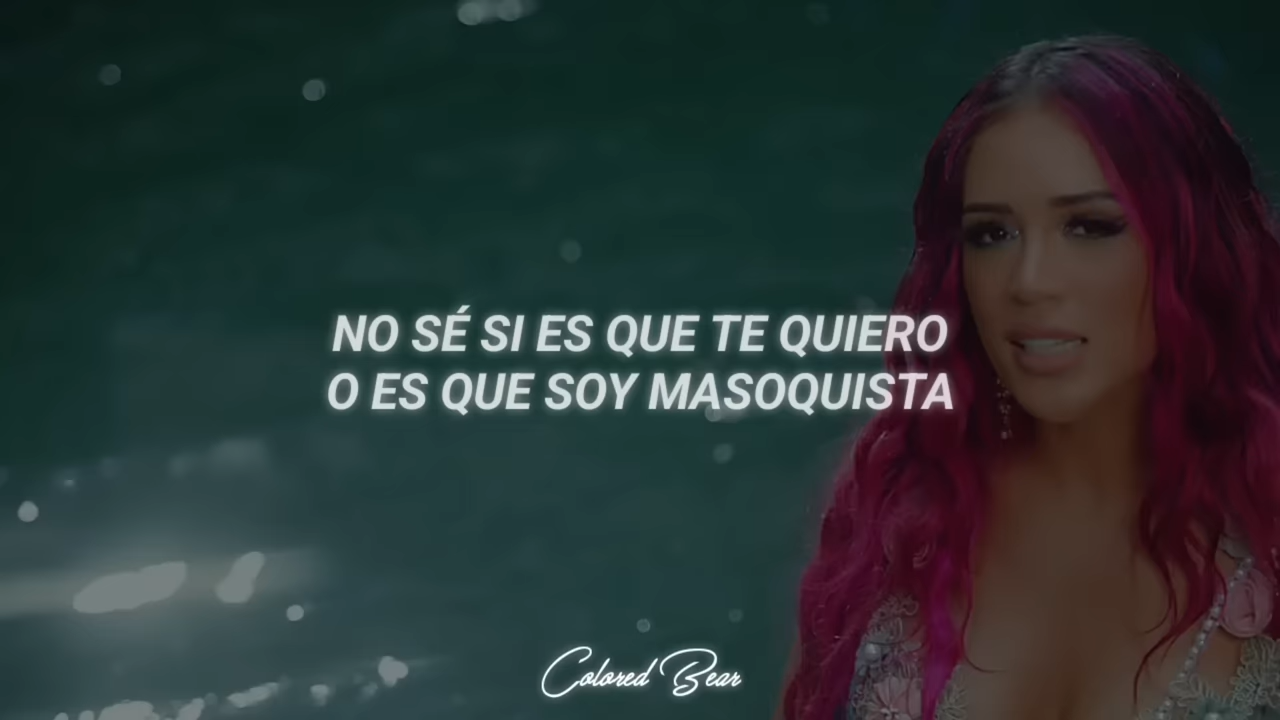 NO SÉ SI ES QUE TE QUIERO
O ES QUE SOY MASOQUISTA
Colored Bear